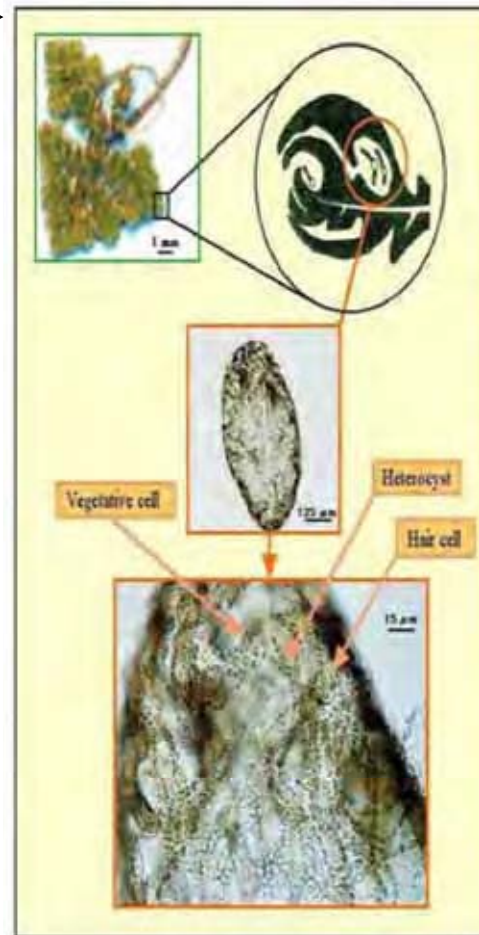 1 mm
125 µm
Heterocyst
Vegetative cell
Hair cell
15 µm